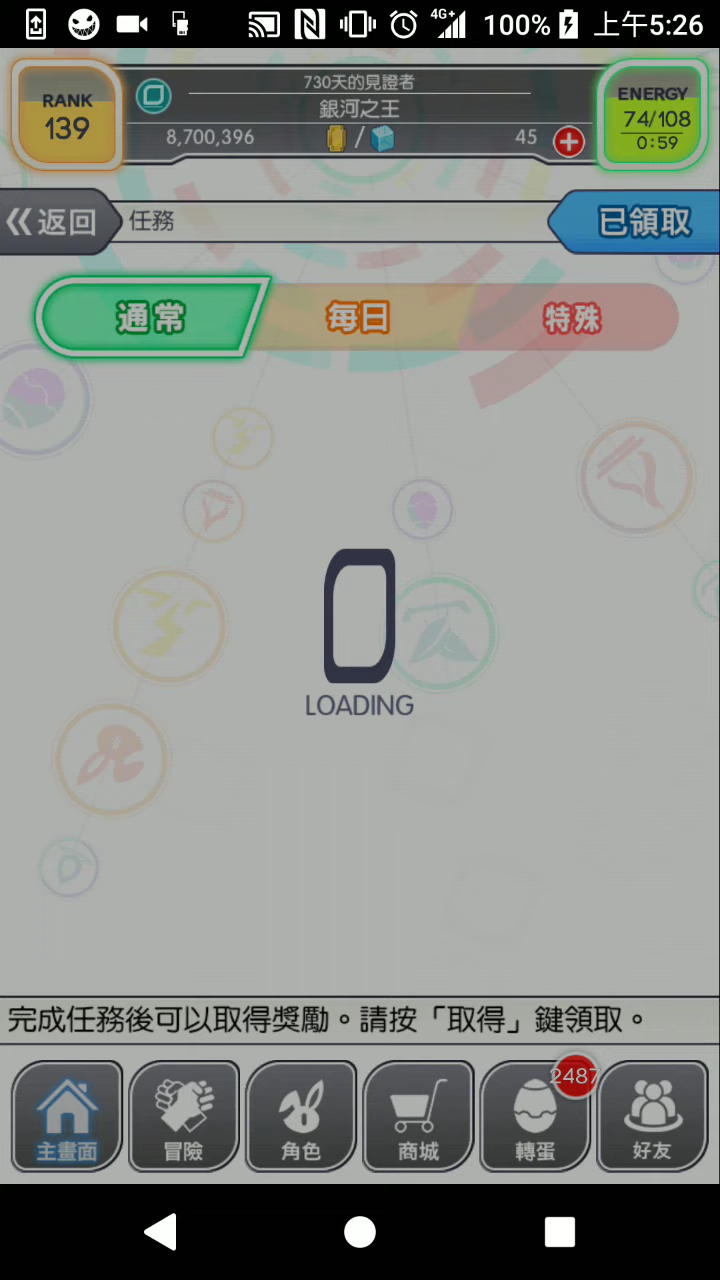 4G+ 100% 上午5:26
730天的見證者
RANK
139
銀河之王
ENERGY
74/108
0:59
8,700,396 / 45
返回
任務
已領取
通常
每日
特殊
LOADING
完成任務後可以取得獎勵。請按「取得」鍵領取。
2487
主畫面
冒險
角色
商城
轉蛋
好友